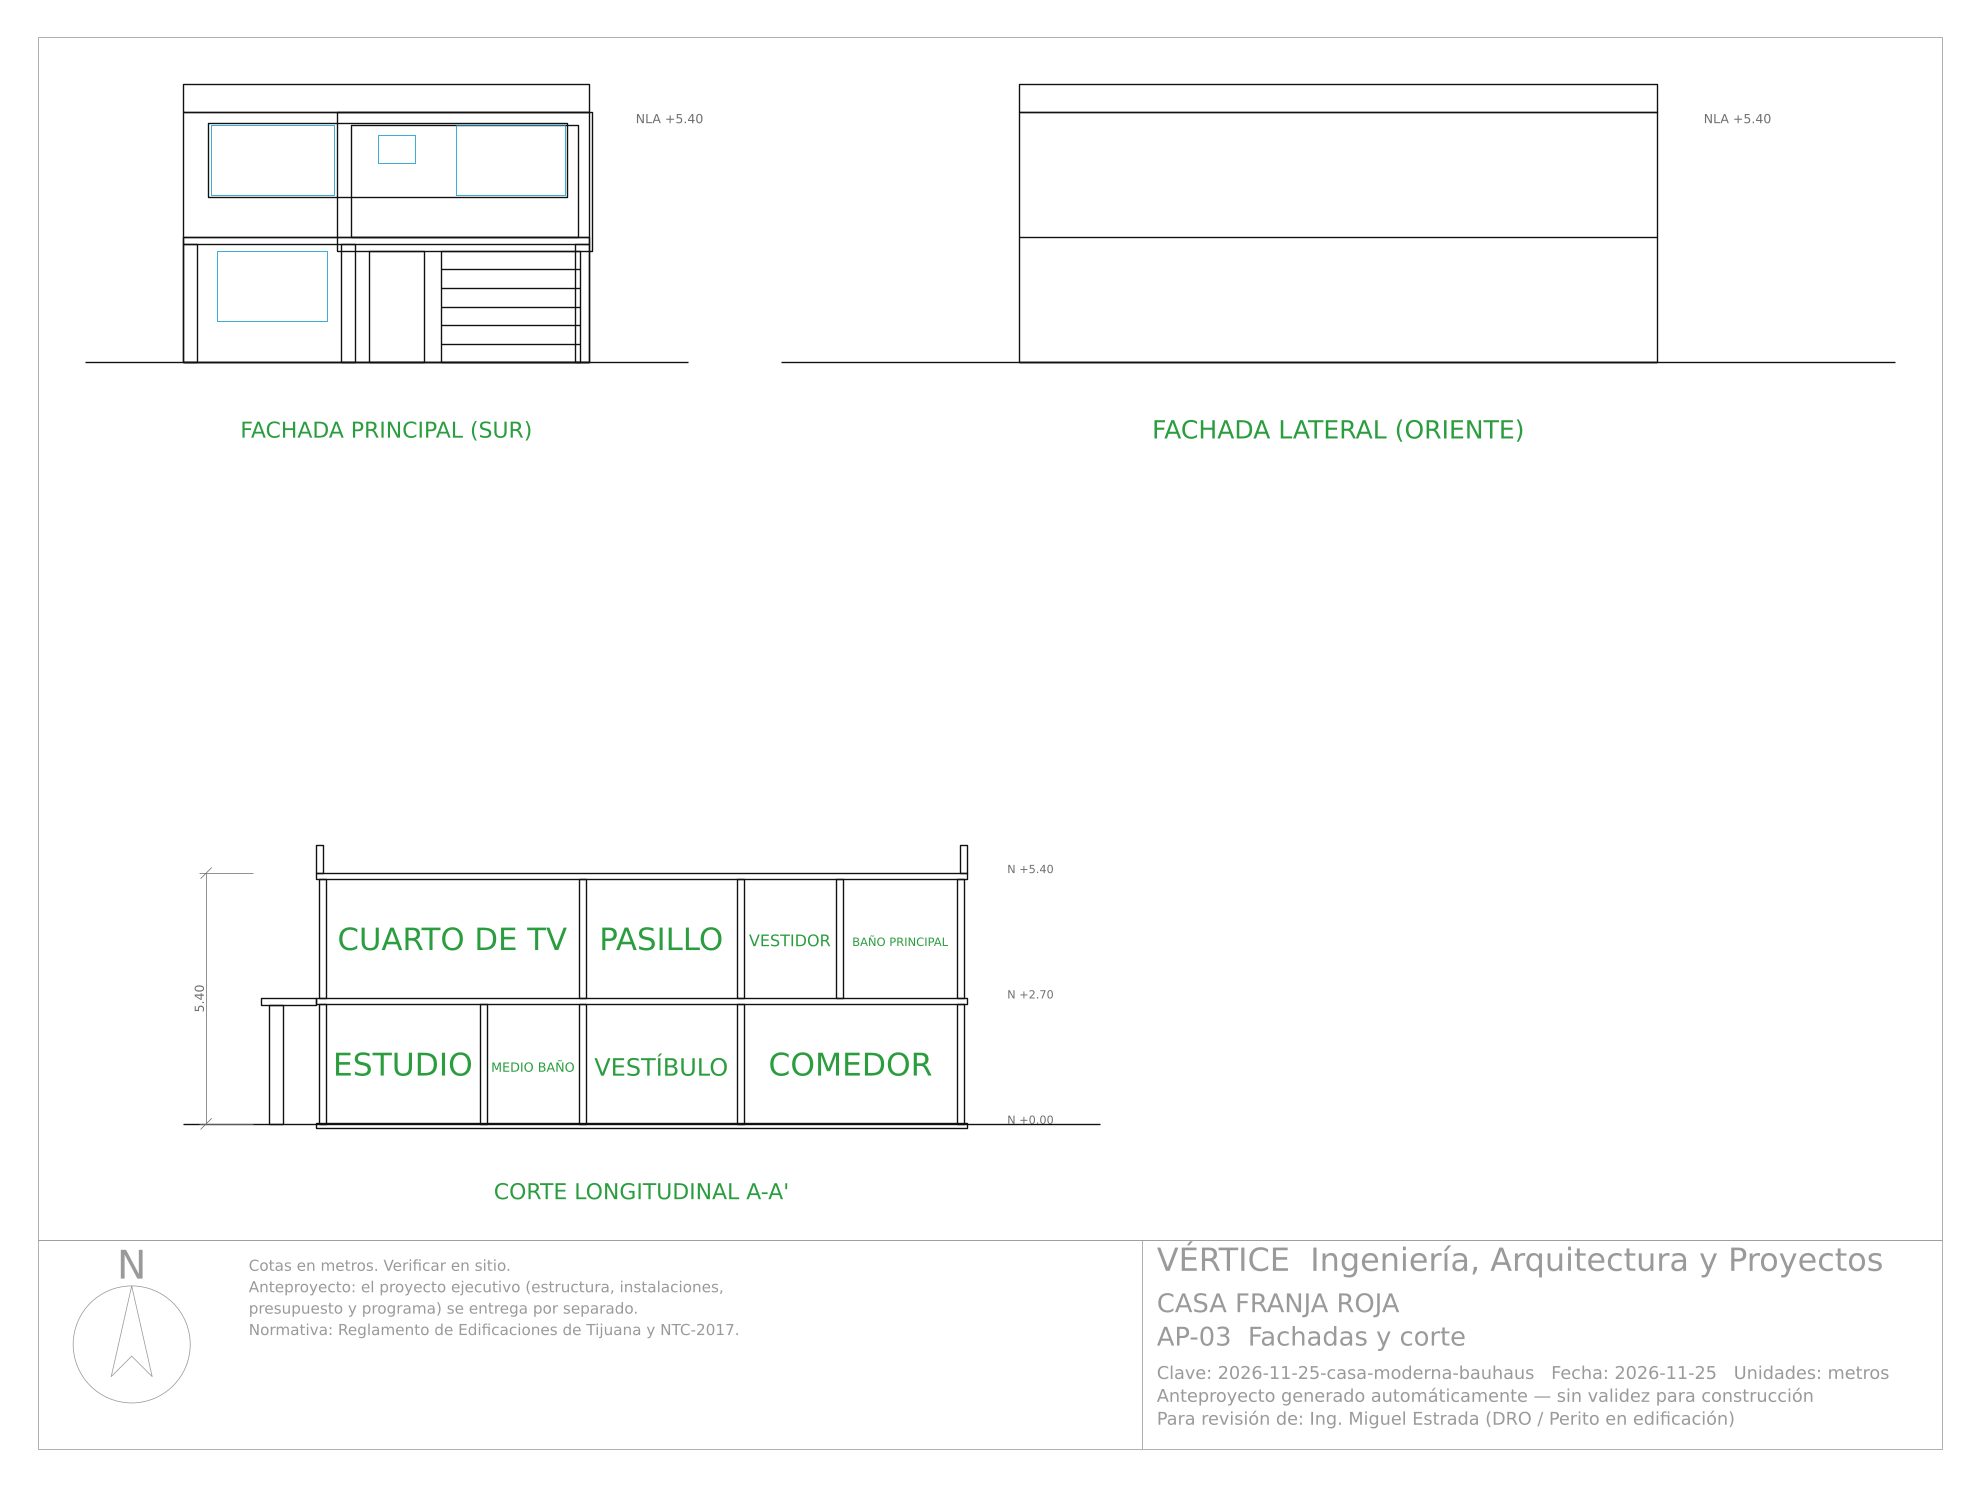 NLA +5.40
NLA +5.40
FACHADA PRINCIPAL (SUR)
FACHADA LATERAL (ORIENTE)
N +5.40
CUARTO DE TV
PASILLO
VESTIDOR
BAÑO PRINCIPAL
5.40
N +2.70
ESTUDIO
MEDIO BAÑO
VESTÍBULO
COMEDOR
N +0.00
CORTE LONGITUDINAL A-A'
N
Cotas en metros. Verificar en sitio.
Anteproyecto: el proyecto ejecutivo (estructura, instalaciones,
presupuesto y programa) se entrega por separado.
Normativa: Reglamento de Edificaciones de Tijuana y NTC-2017.
VÉRTICE  Ingeniería, Arquitectura y Proyectos
CASA FRANJA ROJA
AP-03  Fachadas y corte
Clave: 2026-11-25-casa-moderna-bauhaus   Fecha: 2026-11-25   Unidades: metros
Anteproyecto generado automáticamente — sin validez para construcción
Para revisión de: Ing. Miguel Estrada (DRO / Perito en edificación)